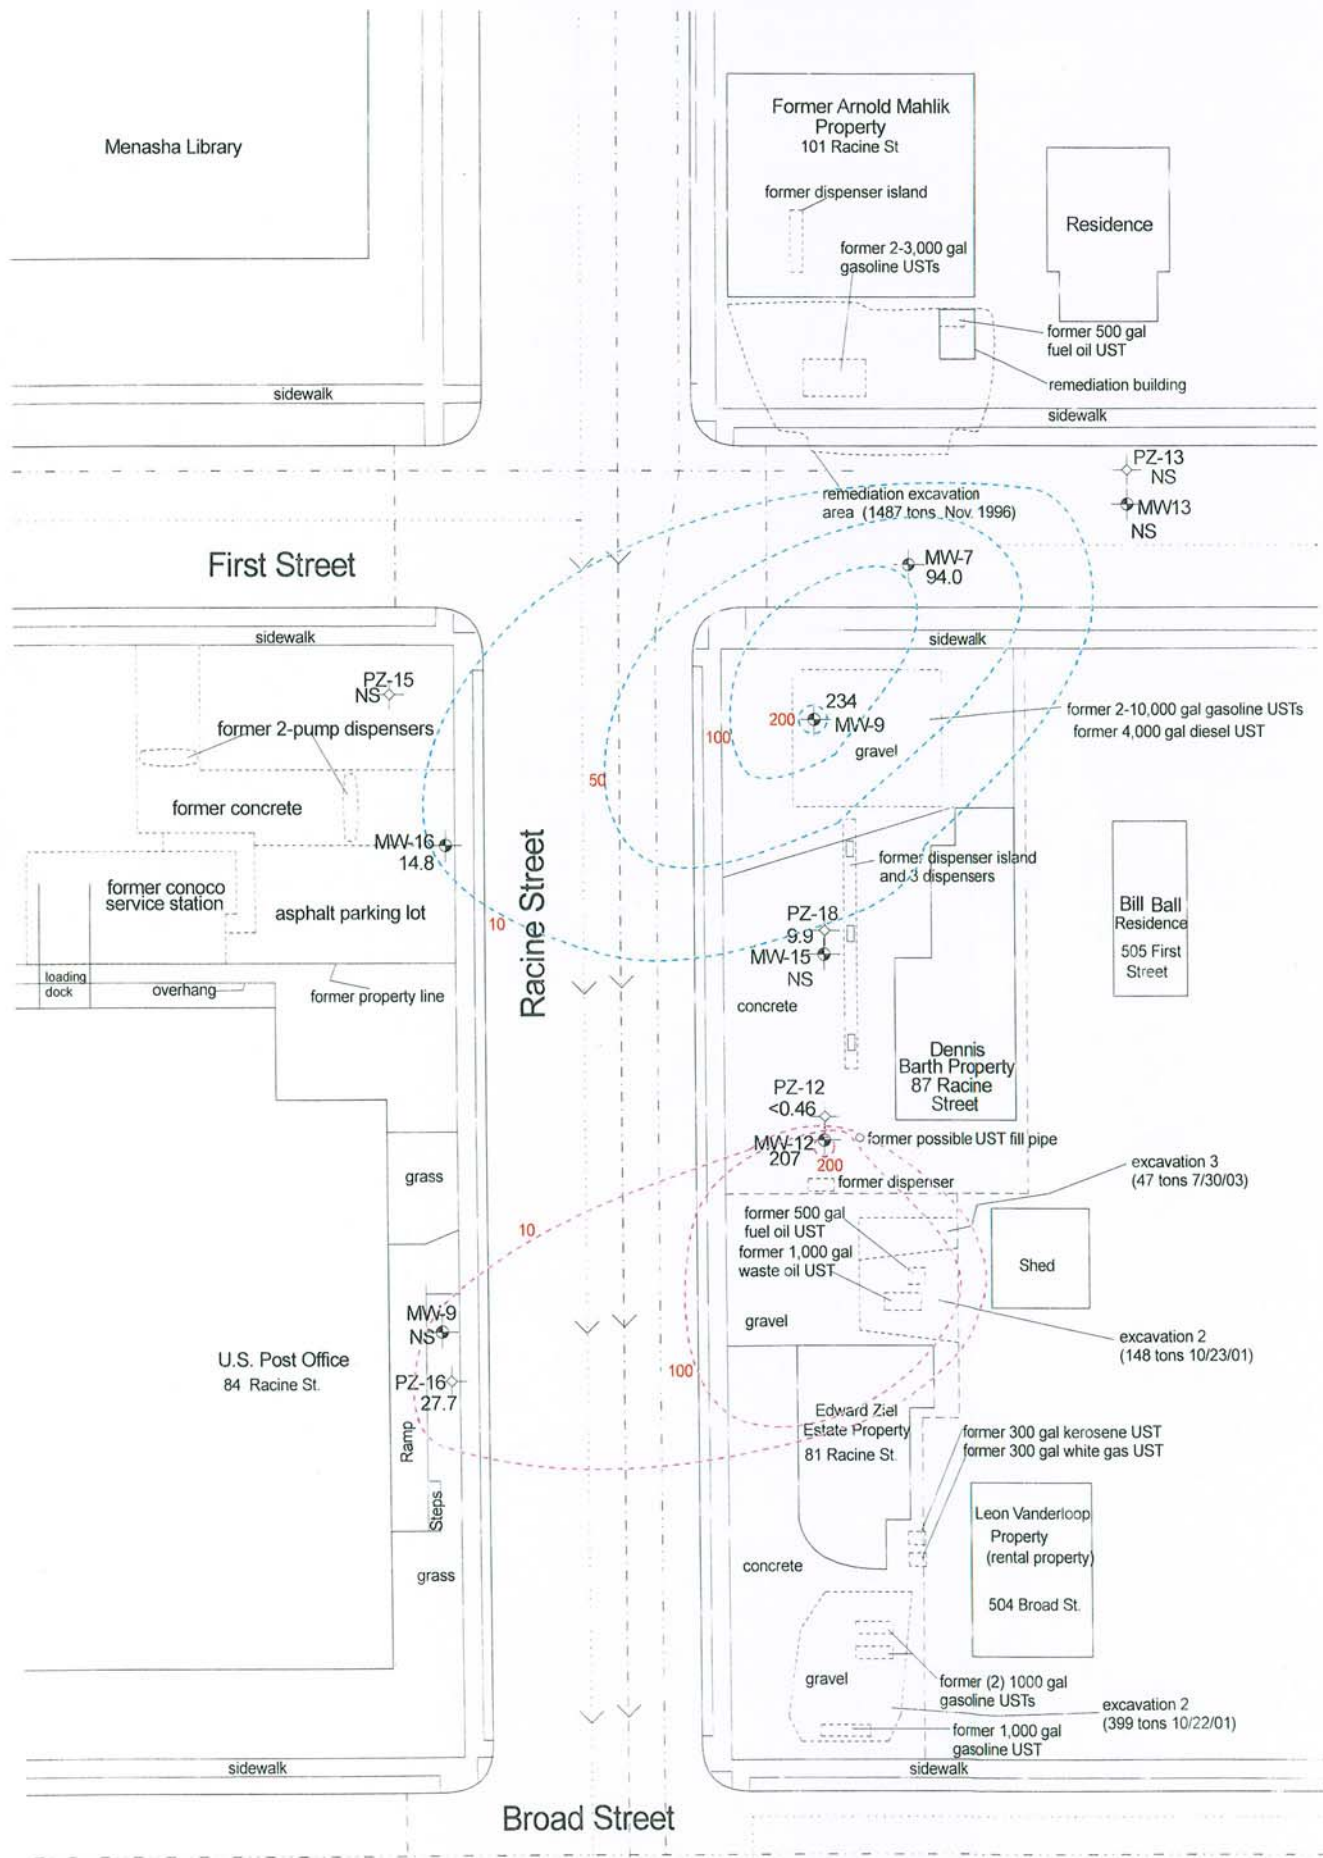 Former Arnold Mahlik
Property
101 Racine St
Menasha Library
former dispenser island
Residence
former 2-3,000 gal
gasoline USTs
former 500 gal
fuel oil UST
remediation building
sidewalk
sidewalk
PZ-13
NS
remediation excavation
area (1487 tons Nov. 1996)
MW13
NS
First Street
MW-7
94.0
sidewalk
sidewalk
PZ-15
NS
234
200
MW-9
former 2-10,000 gal gasoline USTs
former 4,000 gal diesel UST
former 2-pump dispensers
100
gravel
50
former concrete
MW-16
14.8
Racine Street
former dispenser island
and 3 dispensers
former conoco
service station
asphalt parking lot
10
PZ-18
9.9
MW-15
NS
Bill Ball
Residence
505 First
Street
loading
dock
overhang
former property line
concrete
Dennis
Barth Property
87 Racine
Street
PZ-12
<0.46
MW-12
207
200
former possible UST fill pipe
former dispenser
grass
excavation 3
(47 tons 7/30/03)
10
former 500 gal
fuel oil UST
former 1,000 gal
waste oil UST
Shed
MW-9
NS
gravel
excavation 2
(148 tons 10/23/01)
U.S. Post Office
84 Racine St.
PZ-16
27.7
100
Ramp
Edward Ziel
Estate Property
81 Racine St.
former 300 gal kerosene UST
former 300 gal white gas UST
Steps
Leon Vanderloop
Property
(rental property)
504 Broad St.
concrete
grass
gravel
former (2) 1000 gal
gasoline USTs
excavation 2
(399 tons 10/22/01)
former 1,000 gal
gasoline UST
sidewalk
sidewalk
Broad Street